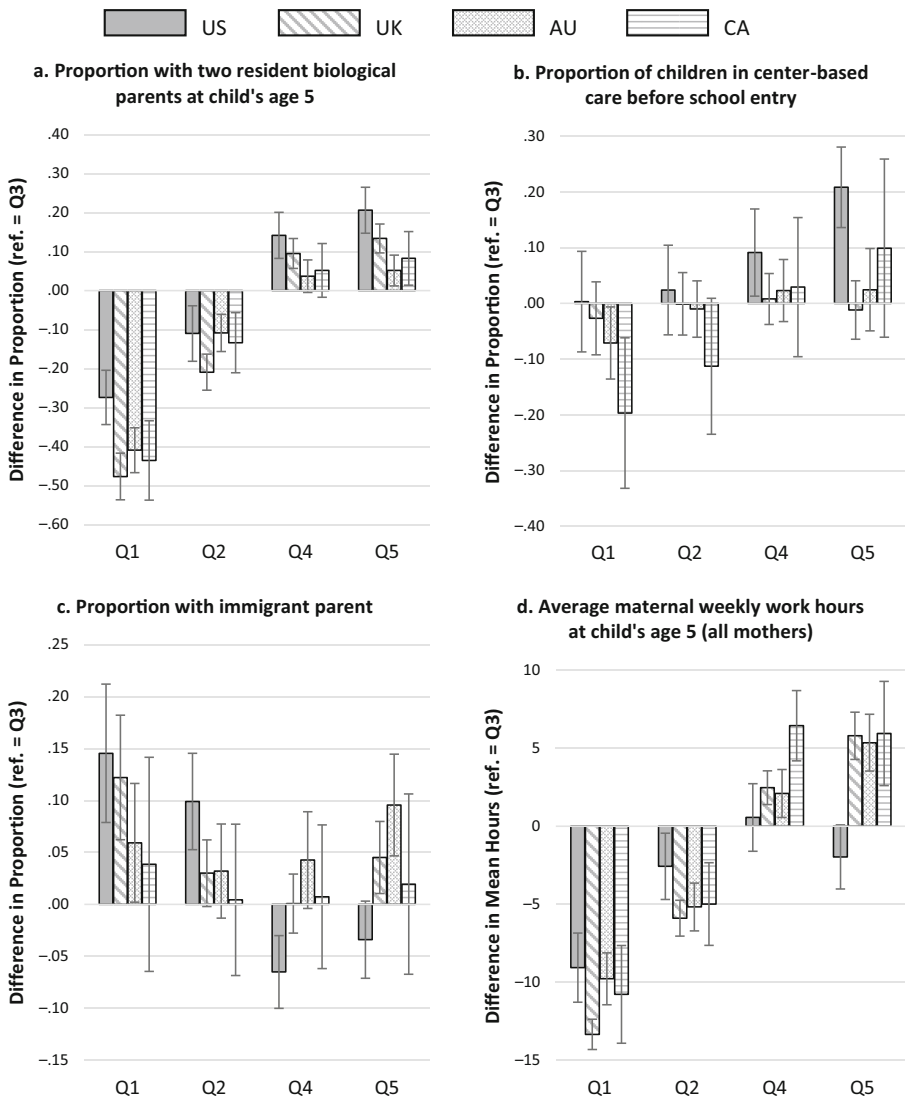 US UK AU CA
a. Proportion with two resident biological
parents at child's age 5
Difference in Proportion (ref. = Q3)
.40
.30
.20
.10
.00
–.10
–.20
–.30
–.40
–.50
–.60
Q1 Q2 Q4 Q5
b. Proportion of children in center-based
care before school entry
Difference in Proportion (ref. = Q3)
.30
.20
.10
.00
–.10
–.20
–.30
–.40
Q1 Q2 Q4 Q5
c. Proportion with immigrant parent
Difference in Proportion (ref. = Q3)
.25
.20
.15
.10
.05
.00
–.05
–.10
–.15
Q1 Q2 Q4 Q5
d. Average maternal weekly work hours
at child's age 5 (all mothers)
Difference in Mean Hours (ref. = Q3)
10
5
0
–5
–10
–15
Q1 Q2 Q4 Q5